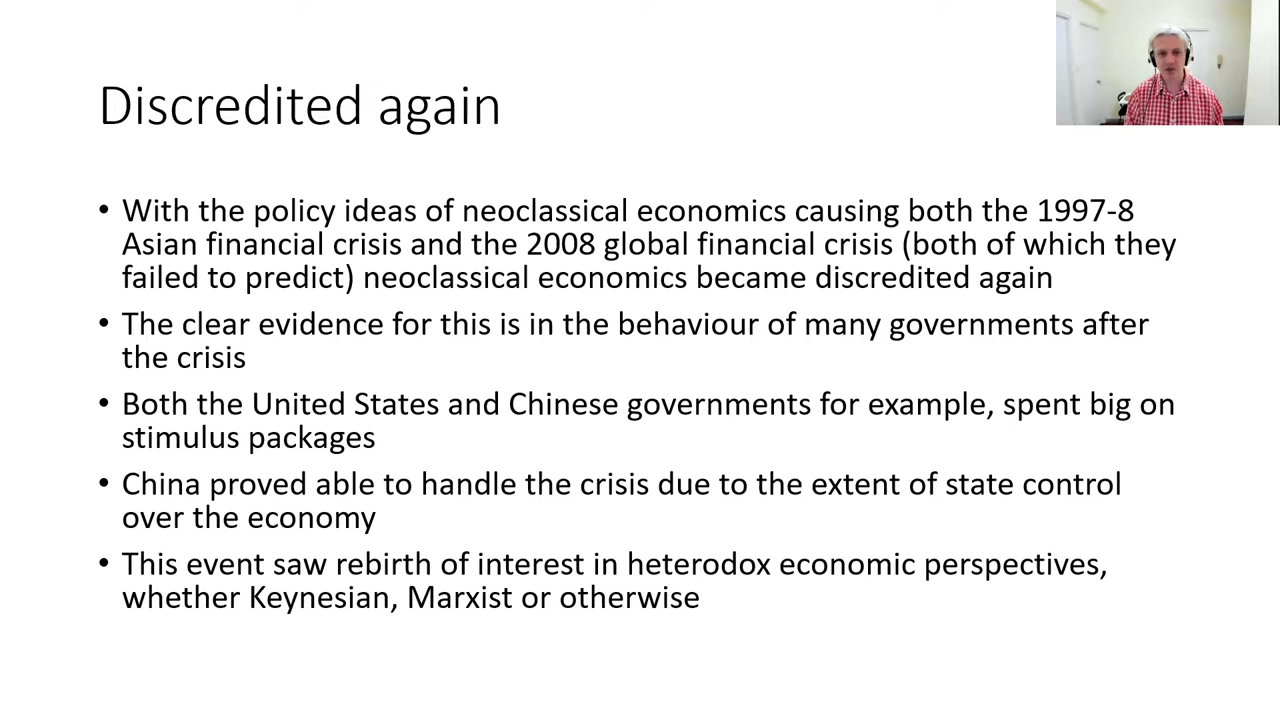 Discredited again
• With the policy ideas of neoclassical economics causing both the 1997-8
Asian financial crisis and the 2008 global financial crisis (both of which they
failed to predict) neoclassical economics became discredited again
• The clear evidence for this is in the behaviour of many governments after
the crisis
• Both the United States and Chinese governments for example, spent big on
stimulus packages
• China proved able to handle the crisis due to the extent of state control
over the economy
• This event saw rebirth of interest in heterodox economic perspectives,
whether Keynesian, Marxist or otherwise